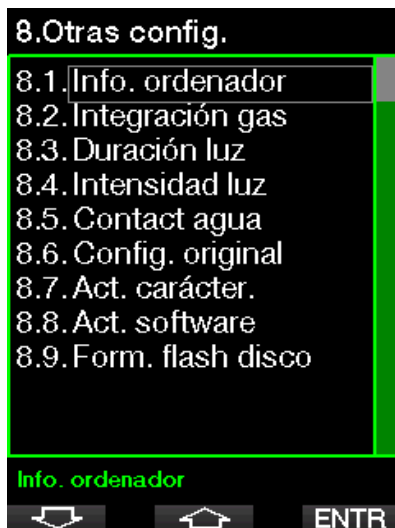 8.Otras config.
8.1.Info. ordenador
8.2.Integración gas
8.3.Duración luz
8.4.Intensidad luz
8.5.Contact agua
8.6.Config. original
8.7.Act. carácter.
8.8.Act. software
8.9.Form. flash disco
Info. ordenador
ENTR